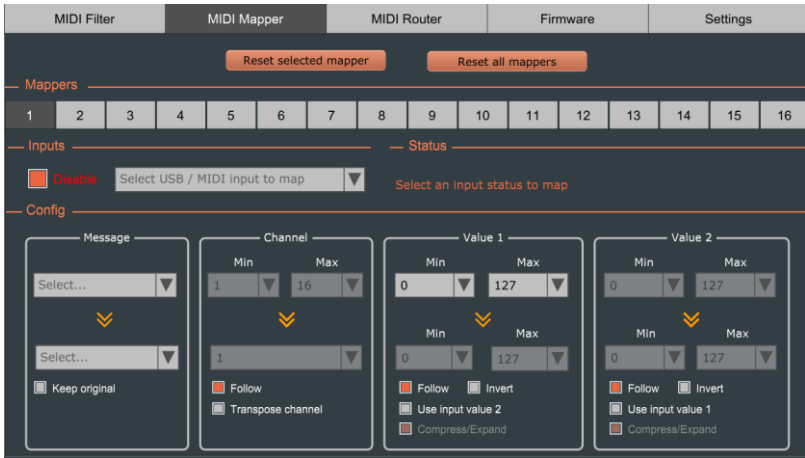 MIDI Filter MIDI Mapper MIDI Router Firmware Settings
Reset selected mapper Reset all mappers
Mappers
1 2 3 4 5 6 7 8 9 10 11 12 13 14 15 16
Inputs Status
Disable Select USB / MIDI input to map Select an input status to map
Config
Message Channel Value 1 Value 2
Min Max Min Max Min Max
Select... 1 16 0 127 0 127
Min Max Min Max
Select... 1 0 127 0 127
Keep original Follow Follow Invert Follow Invert
Transpose channel Use input value 2 Use input value 1
Compress/Expand Compress/Expand